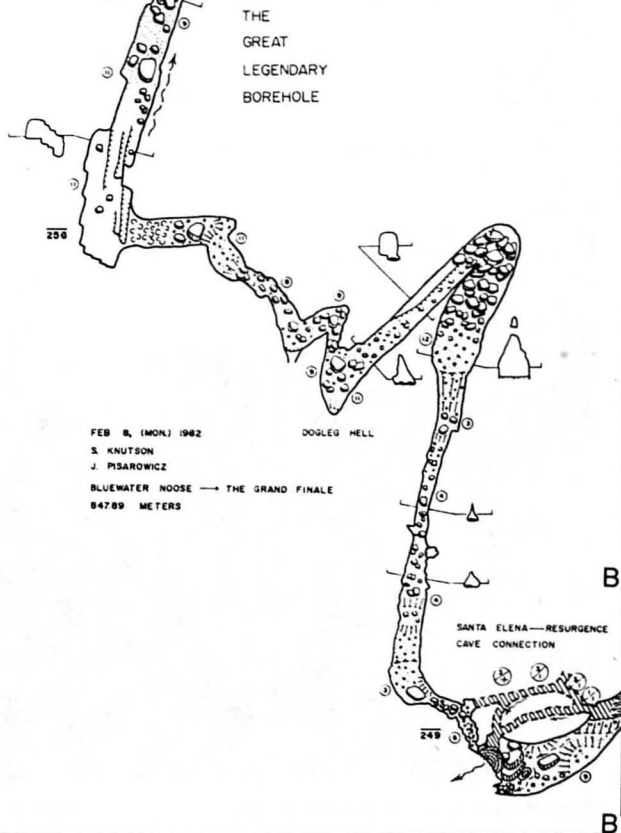 THE
GREAT
LEGENDARY
BOREHOLE
256
FEB 8, (MON.) 1982
S. KNUTSON
J. PISAROWICZ
BLUEWATER NOOSE → THE GRAND FINALE
847.89 METERS
DOGLEG HELL
B
SANTA ELENA—RESURGENCE
CAVE CONNECTION
249
B